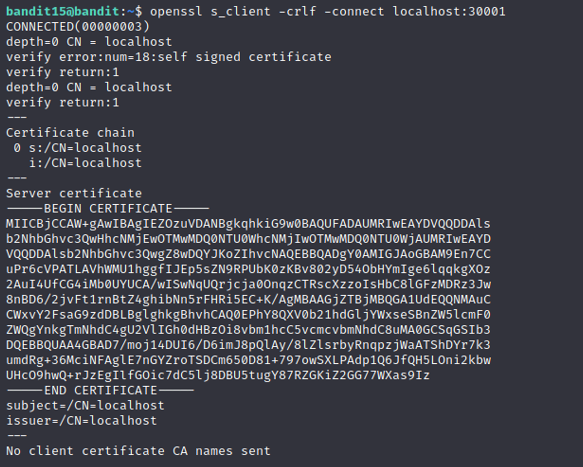 bandit15@bandit:~$ openssl s_client -crlf -connect localhost:30001
CONNECTED(00000003)
depth=0 CN = localhost
verify error:num=18:self signed certificate
verify return:1
depth=0 CN = localhost
verify return:1
---
Certificate chain
 0 s:/CN=localhost
   i:/CN=localhost
---
Server certificate
-----BEGIN CERTIFICATE-----
MIICBjCCAW+gAwIBAgIEZOzuVDANBgkqhkiG9w0BAQUFADAUMRIwEAYDVQQDDAls
b2NhbGhvc3QwHhcNMjEwOTMwMDQ0NTU0WhcNMjIwOTMwMDQ0NTU0WjAUMRIwEAYD
VQQDDAlsb2NhbGhvc3QwgZ8wDQYJKoZIhvcNAQEBBQADgY0AMIGJAoGBAM9En7CC
uPr6cVPATLAVhWMU1hggfIJEp5sZN9RPUbK0zKBv802yD54ObHYmIge6lqqkgXOz
2AuI4UfCG4iMb0UYUCA/wISwNqUQrjcja0OnqzCTRscXzzoIsHbC8lGFzMDRz3Jw
8nBD6/2jvFt1rnBtZ4ghibNn5rFHRi5EC+K/AgMBAAGjZTBjMBQGA1UdEQQNMAuC
CWxvY2FsaG9zdDBLBglghkgBhvhCAQ0EPhY8QXV0b21hdGljYWxseSBnZW5lcmF0
ZWQgYnkgTmNhdC4gU2VlIGh0dHBzOi8vbm1hcC5vcmcvbmNhdC8uMA0GCSqGSIb3
DQEBBQUAA4GBAD7/moj14DUI6/D6imJ8pQlAy/8lZlsrbyRnqpzjWaATShDYr7k3
umdRg+36MciNFAglE7nGYZroTSDCm650D81+797owSXLPAdp1Q6JfQH5LOni2kbw
UHcO9hwQ+rJzEgIlfGOic7dC5lj8DBU5tugY87RZGKiZ2GG77WXas9Iz
-----END CERTIFICATE-----
subject=/CN=localhost
issuer=/CN=localhost
---
No client certificate CA names sent